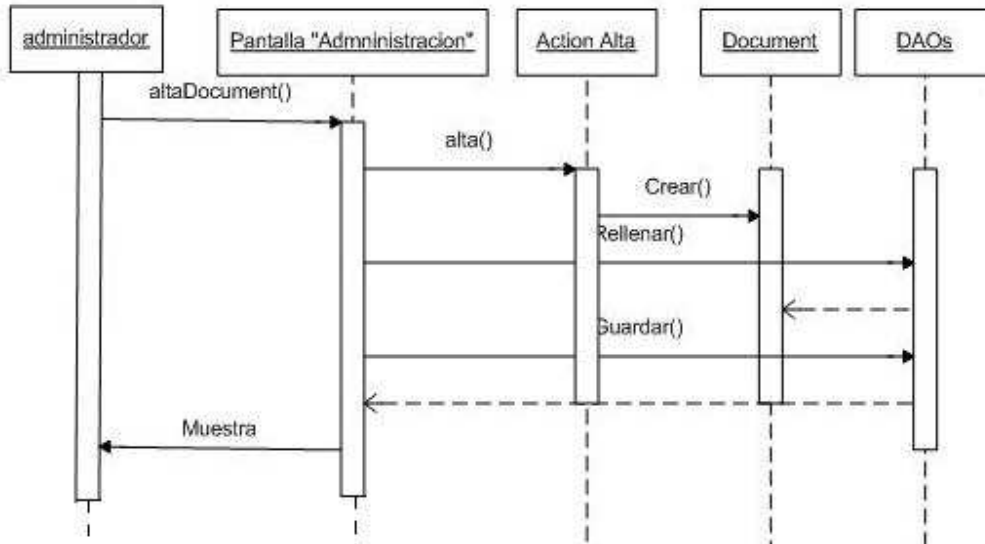 administrador
Pantalla "Admninistracion"
Action Alta
Document
DAOs
altaDocument()
alta()
Crear()
Rellenar()
Guardar()
Muestra